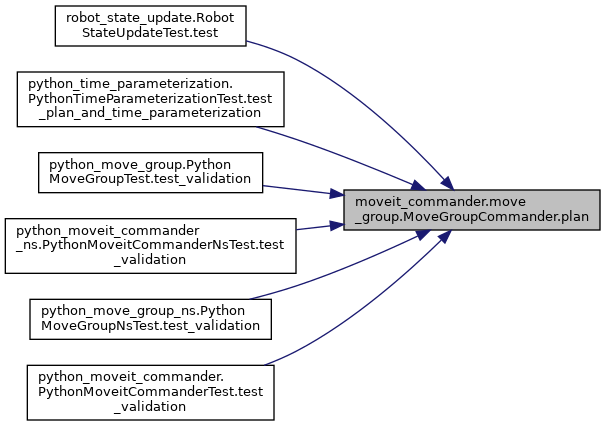 robot_state_update.Robot
StateUpdateTest.test
python_time_parameterization.
PythonTimeParameterizationTest.test
_plan_and_time_parameterization
python_move_group.Python
MoveGroupTest.test_validation
moveit_commander.move
_group.MoveGroupCommander.plan
python_moveit_commander
_ns.PythonMoveitCommanderNsTest.test
_validation
python_move_group_ns.Python
MoveGroupNsTest.test_validation
python_moveit_commander.
PythonMoveitCommanderTest.test
_validation